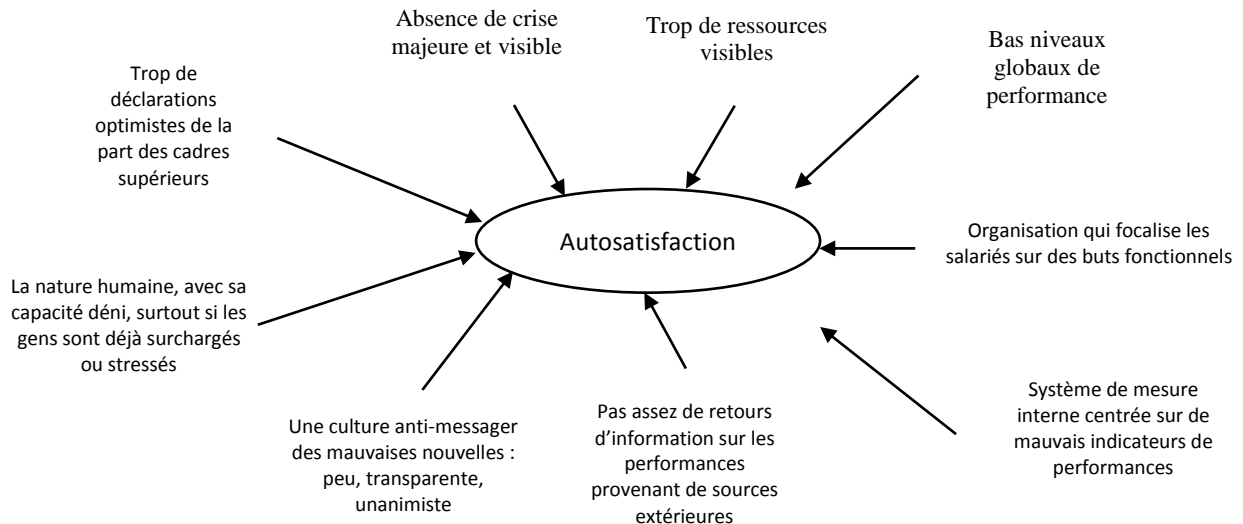 Absence de crise
majeure et visible
Trop de ressources
visibles
Bas niveaux
globaux de
performance
Trop de
déclarations
optimistes de la
part des cadres
supérieurs
Autosatisfaction
Organisation qui focalise les
salariés sur des buts fonctionnels
La nature humaine, avec sa
capacité déni, surtout si les
gens sont déjà surchargés
ou stressés
Une culture anti-messager
des mauvaises nouvelles :
peu, transparente,
unanimiste
Pas assez de retours
d’information sur les
performances
provenant de sources
extérieures
Système de mesure
interne centrée sur de
mauvais indicateurs de
performances